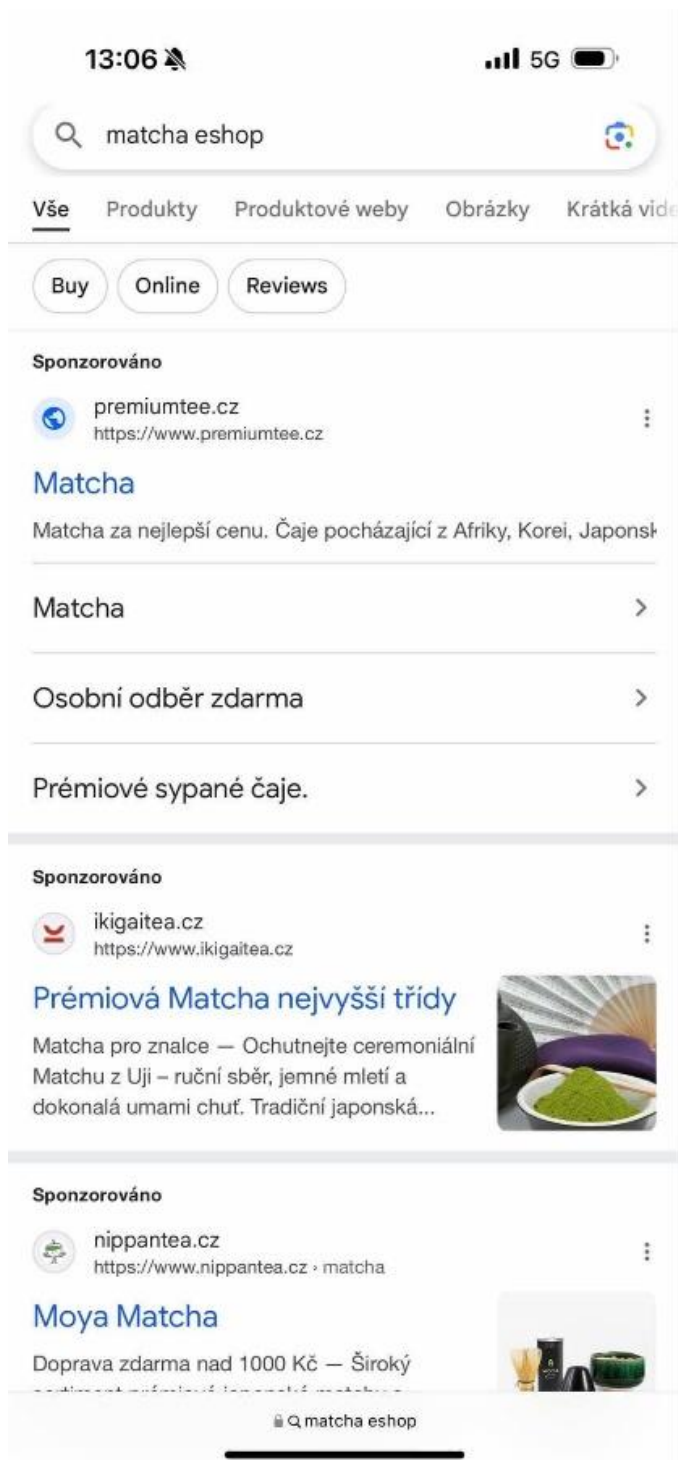 13:06 5G
matcha eshop
Vše Produkty Produktové weby Obrázky Krátká vide
Buy Online Reviews
Sponzorováno
premiumtee.cz
https://www.premiumtee.cz
Matcha
Matcha za nejlepší cenu. Čaje pocházející z Afriky, Korei, Japonsk
Matcha
Osobní odběr zdarma
Prémiové sypané čaje.
Sponzorováno
ikigaitea.cz
https://www.ikigaitea.cz
Prémiová Matcha nejvyšší třídy
Matcha pro znalce — Ochutnejte ceremoniální
Matchu z Uji – ruční sběr, jemné mletí a
dokonalá umami chuť. Tradiční japonská...
Sponzorováno
nippantea.cz
https://www.nippantea.cz › matcha
Moya Matcha
Doprava zdarma nad 1000 Kč — Široký
matcha eshop